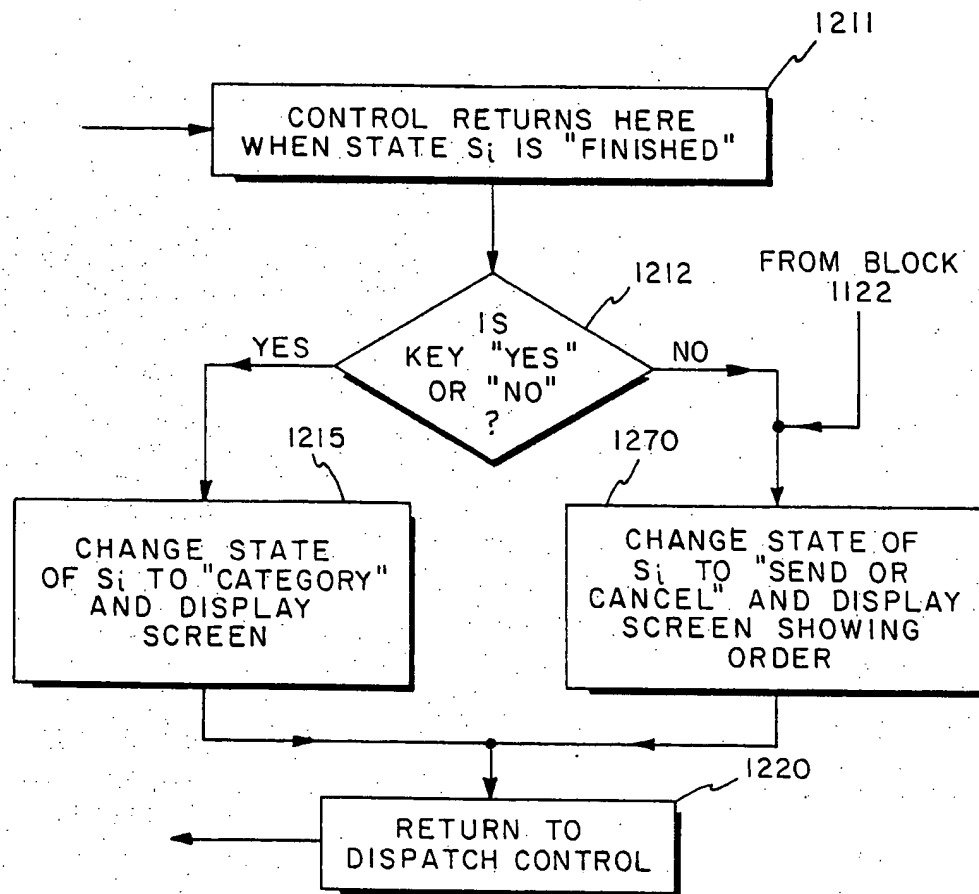 1211
CONTROL RETURNS HERE
WHEN STATE Si IS "FINISHED"
1212
FROM BLOCK
1122
IS
KEY "YES"
OR "NO"
?
YES
NO
1215
1270
CHANGE STATE
OF Si TO "CATEGORY"
AND DISPLAY
SCREEN
CHANGE STATE OF
Si TO "SEND OR
CANCEL" AND DISPLAY
SCREEN SHOWING
ORDER
1220
RETURN TO
DISPATCH CONTROL